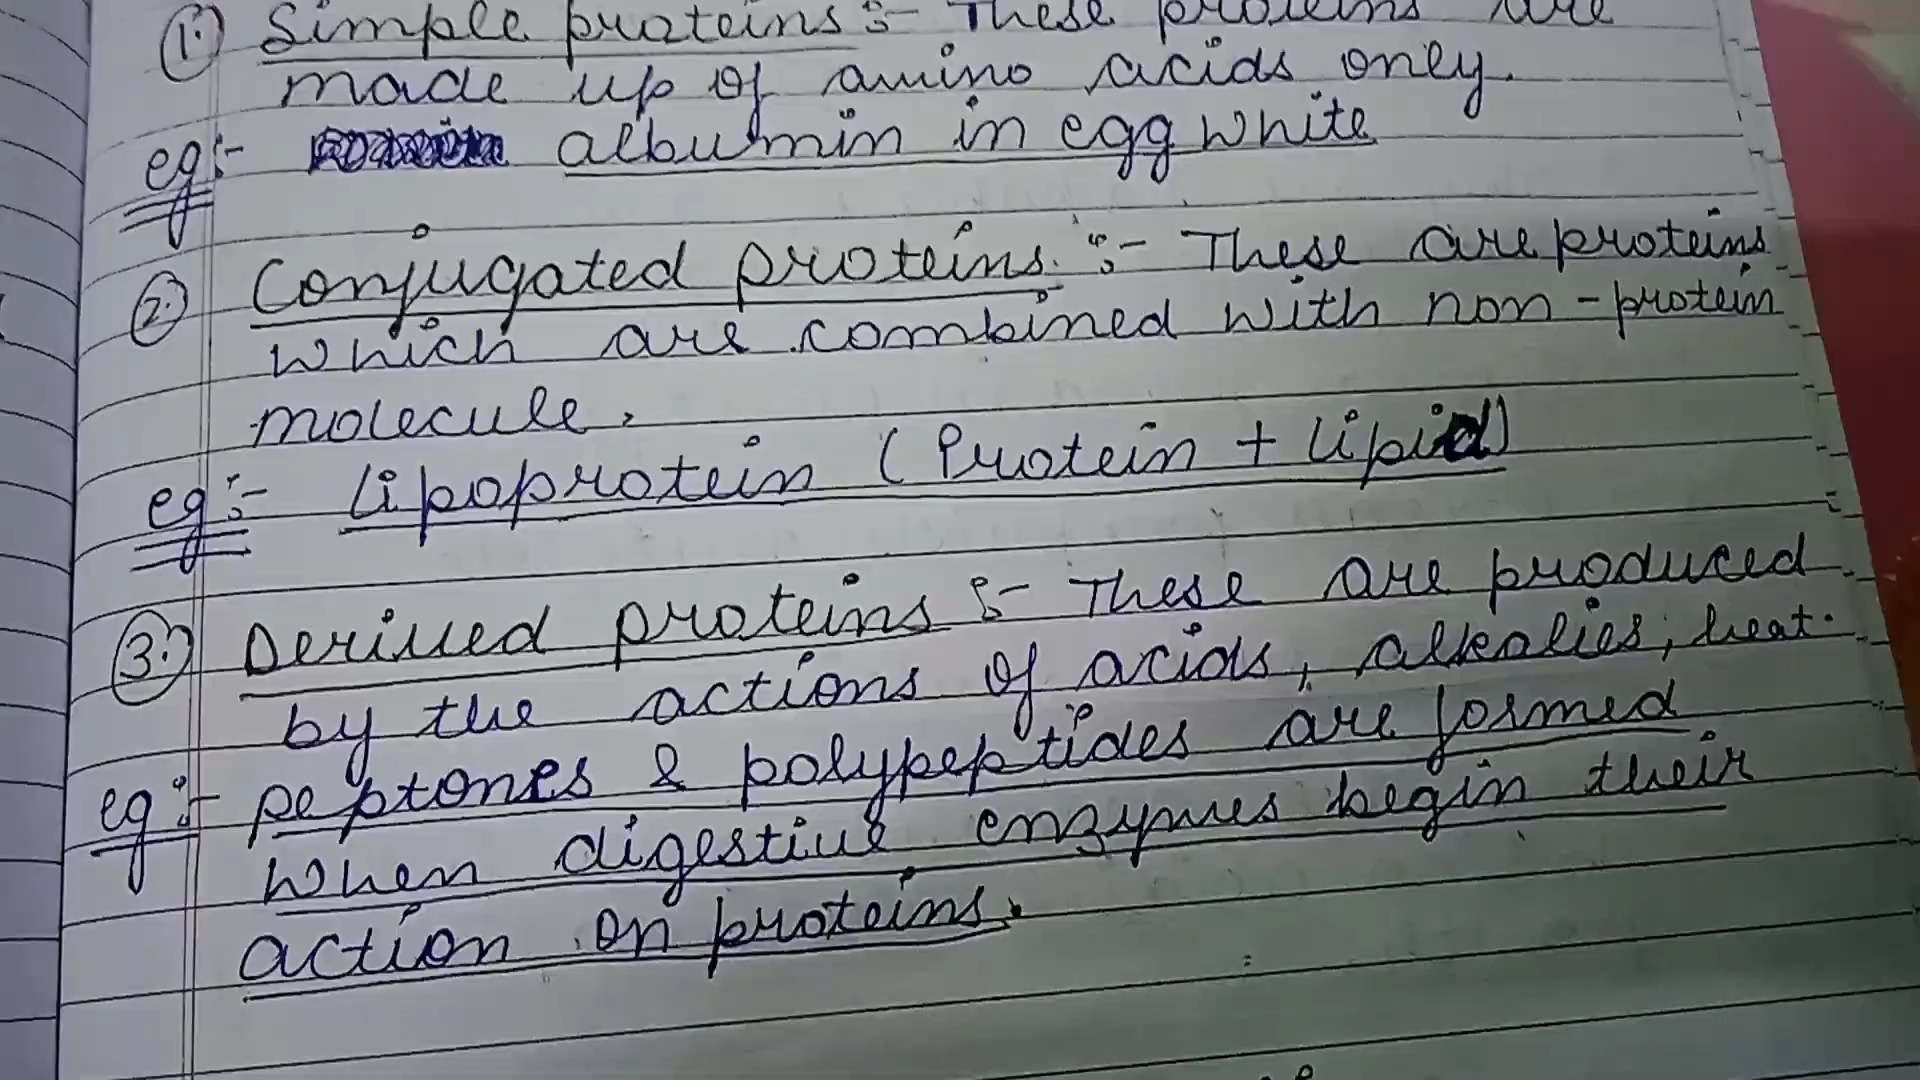 ① Simple proteins :- These proteins are
made up of amino acids only.
eg:- albumin in egg white
② Conjugated proteins. :- These are proteins
which are combined with non-protein
molecule.
eg:- Lipoprotein (Protein + Lipid)
③ Derived proteins :- These are produced
by the actions of acids, alkalies, heat.
eg:- peptones & polypeptides are formed
when digestive enzymes begin their
action on proteins.